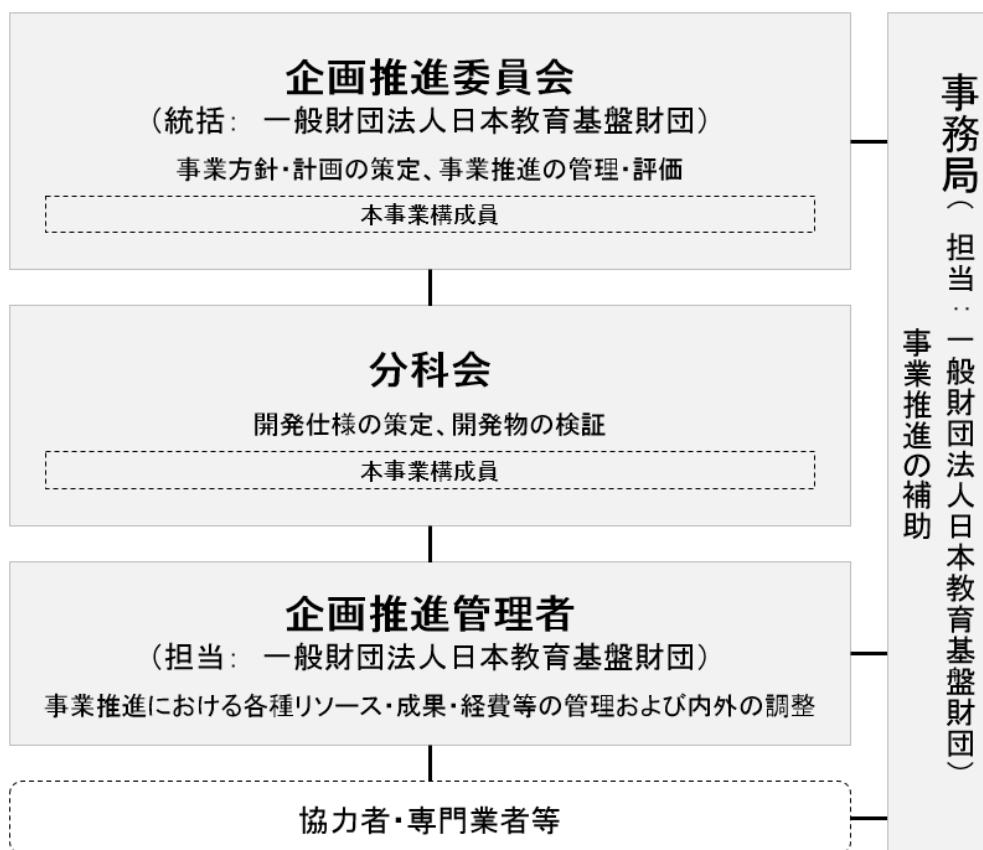 企画推進委員会
（統括：　一般財団法人日本教育基盤財団）
事業方針・計画の策定、事業推進の管理・評価
本事業構成員
分科会
開発仕様の策定、開発物の検証
本事業構成員
企画推進管理者
（担当：　一般財団法人日本教育基盤財団）
事業推進における各種リソース・成果・経費等の管理および内外の調整
協力者・専門業者等
事務局（　担当：一般財団法人日本教育基盤財団）
事業推進の補助